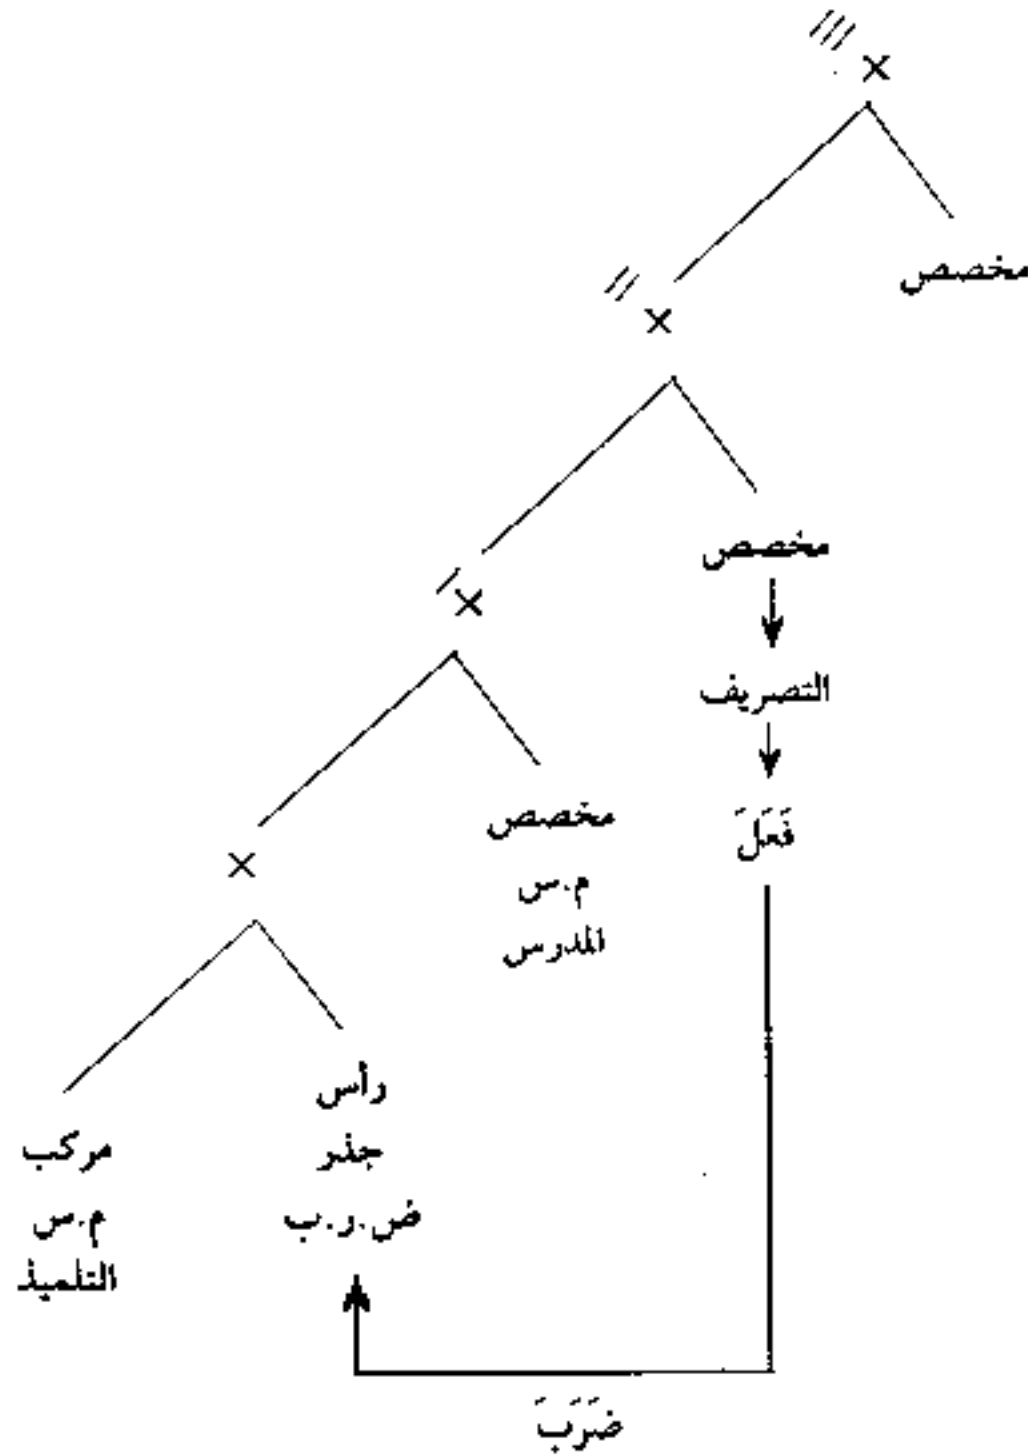 ///
×
مخصص
//
×
مخصص
/
×
التصريف
مخصص
فَعَلَ
×
م.س
المدرس
رأس
مركب
جذر
م.س
ض.ر.ب
التلميذ
ضَرَبَ